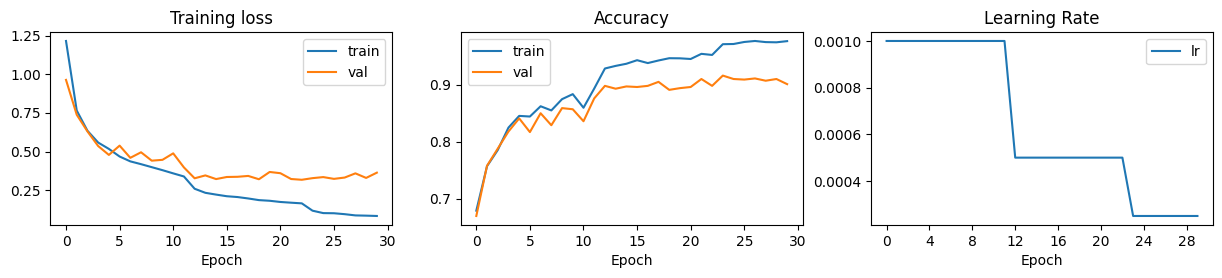 Training loss
1.25
1.00
0.75
0.50
0.25
0 5 10 15 20 25 30
Epoch
train
val
Accuracy
0.9
0.8
0.7
0 5 10 15 20 25 30
Epoch
train
val
Learning Rate
0.0010
0.0008
0.0006
0.0004
0 4 8 12 16 20 24 28
Epoch
lr